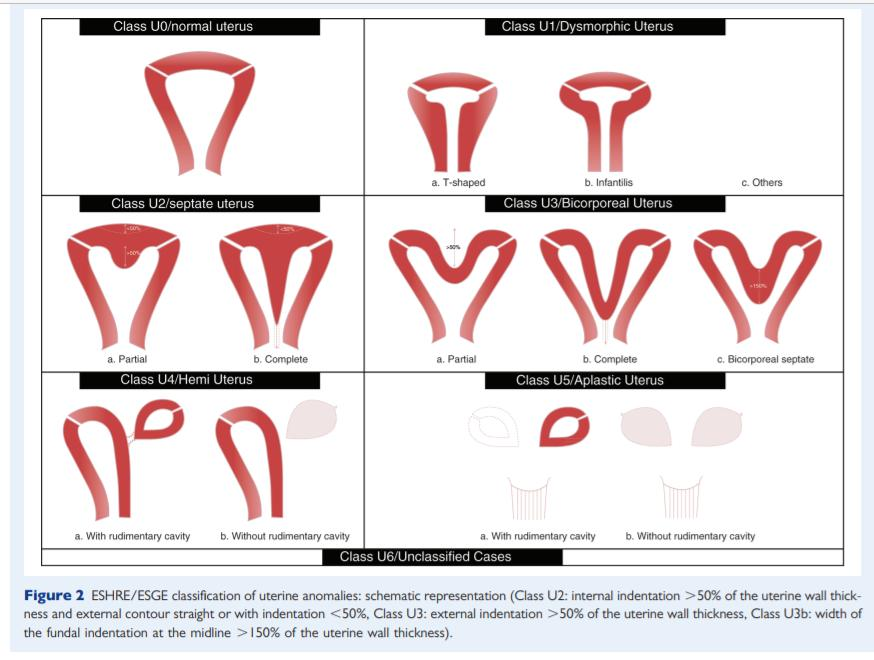 Class U0/normal uterus
Class U1/Dysmorphic Uterus
a. T-shaped
b. Infantilis
c. Others
Class U2/septate uterus
Class U3/Bicorporeal Uterus
<50%
>50%
<50%
>50%
>150%
a. Partial
b. Complete
a. Partial
b. Complete
c. Bicorporeal septate
Class U4/Hemi Uterus
Class U5/Aplastic Uterus
a. With rudimentary cavity
b. Without rudimentary cavity
a. With rudimentary cavity
b. Without rudimentary cavity
Class U6/Unclassified Cases
Figure 2 ESHRE/ESGE classification of uterine anomalies: schematic representation (Class U2: internal indentation >50% of the uterine wall thick-
ness and external contour straight or with indentation <50%, Class U3: external indentation >50% of the uterine wall thickness, Class U3b: width of
the fundal indentation at the midline >150% of the uterine wall thickness).